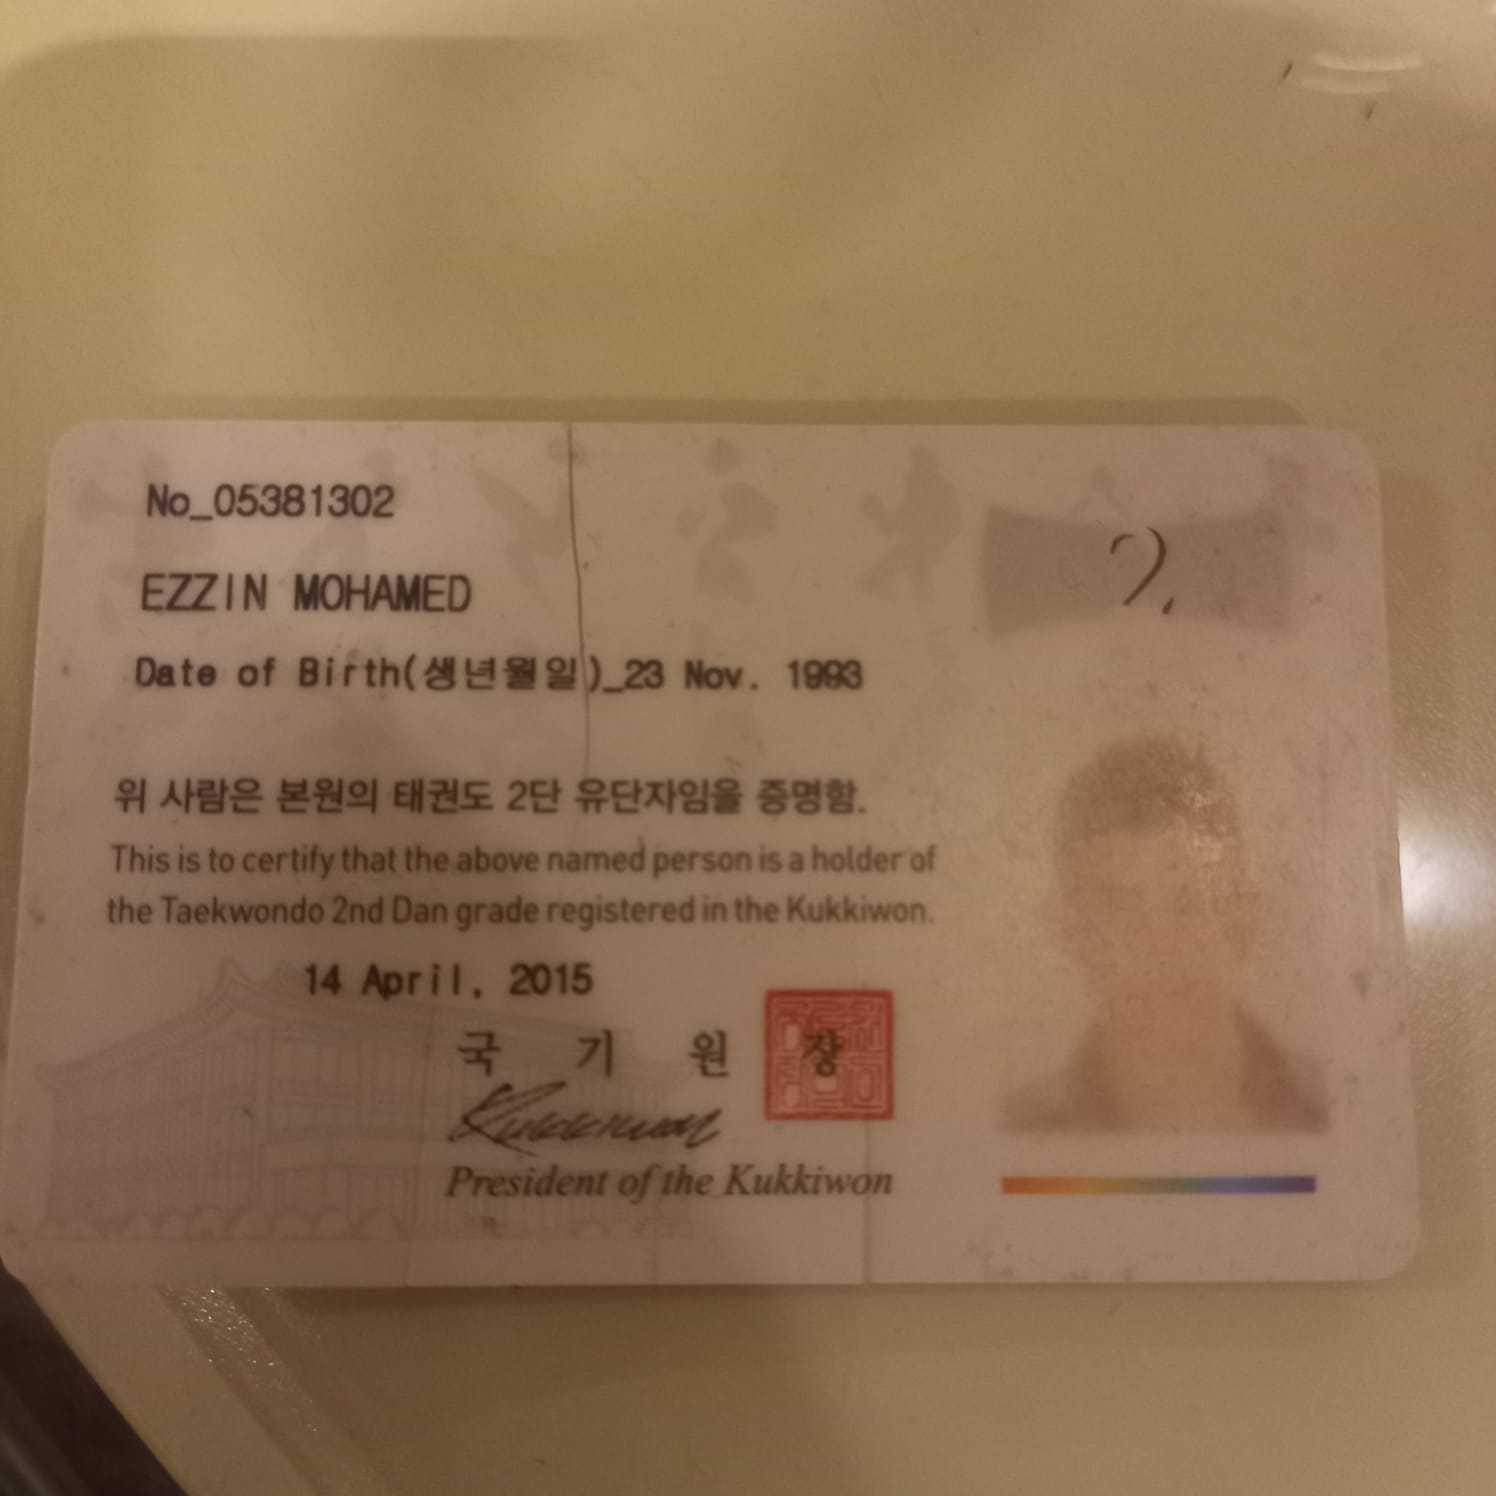 No_05381302
EZZIN MOHAMED
Date of Birth(생년월일)_23 Nov. 1993
위 사람은 본원의 태권도 2단 유단자임을 증명함.
This is to certify that the above named person is a holder of
the Taekwondo 2nd Dan grade registered in the Kukkiwon.
14 April, 2015
국 기 원 장
Kukkiwon
President of the Kukkiwon